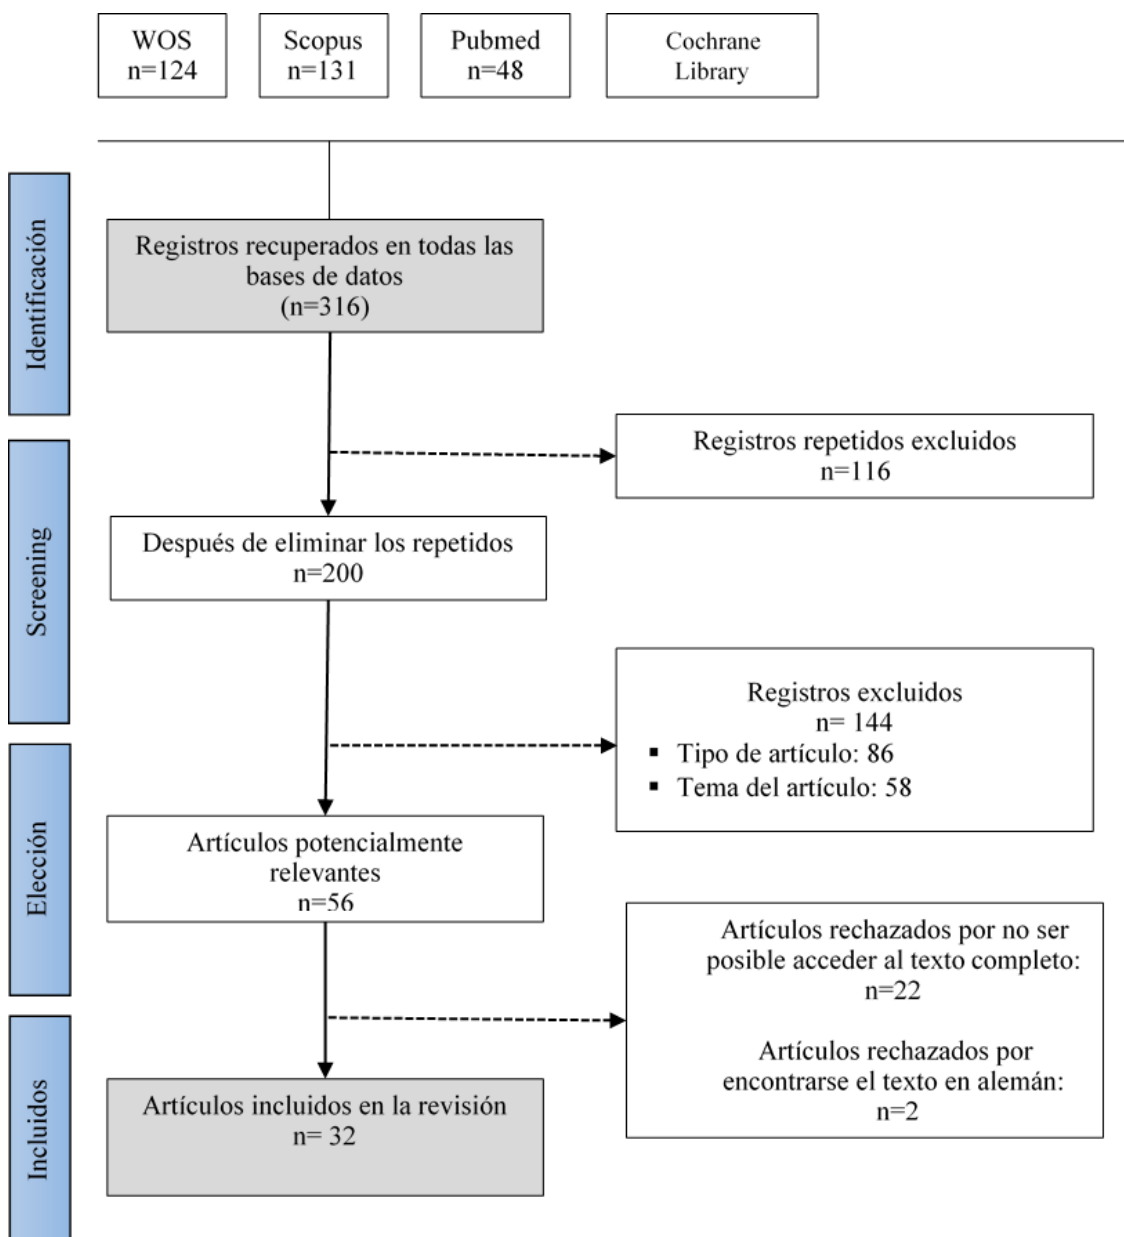 WOS
n=124
Scopus
n=131
Pubmed
n=48
Cochrane
Library
Identificación
Registros recuperados en todas las
bases de datos
(n=316)
Registros repetidos excluidos
n=116
Screening
Después de eliminar los repetidos
n=200
Registros excluidos
n= 144
▪ Tipo de artículo: 86
▪ Tema del artículo: 58
Elección
Artículos potencialmente
relevantes
n=56
Artículos rechazados por no ser
posible acceder al texto completo:
n=22
Artículos rechazados por
encontrarse el texto en alemán:
n=2
Incluidos
Artículos incluidos en la revisión
n= 32